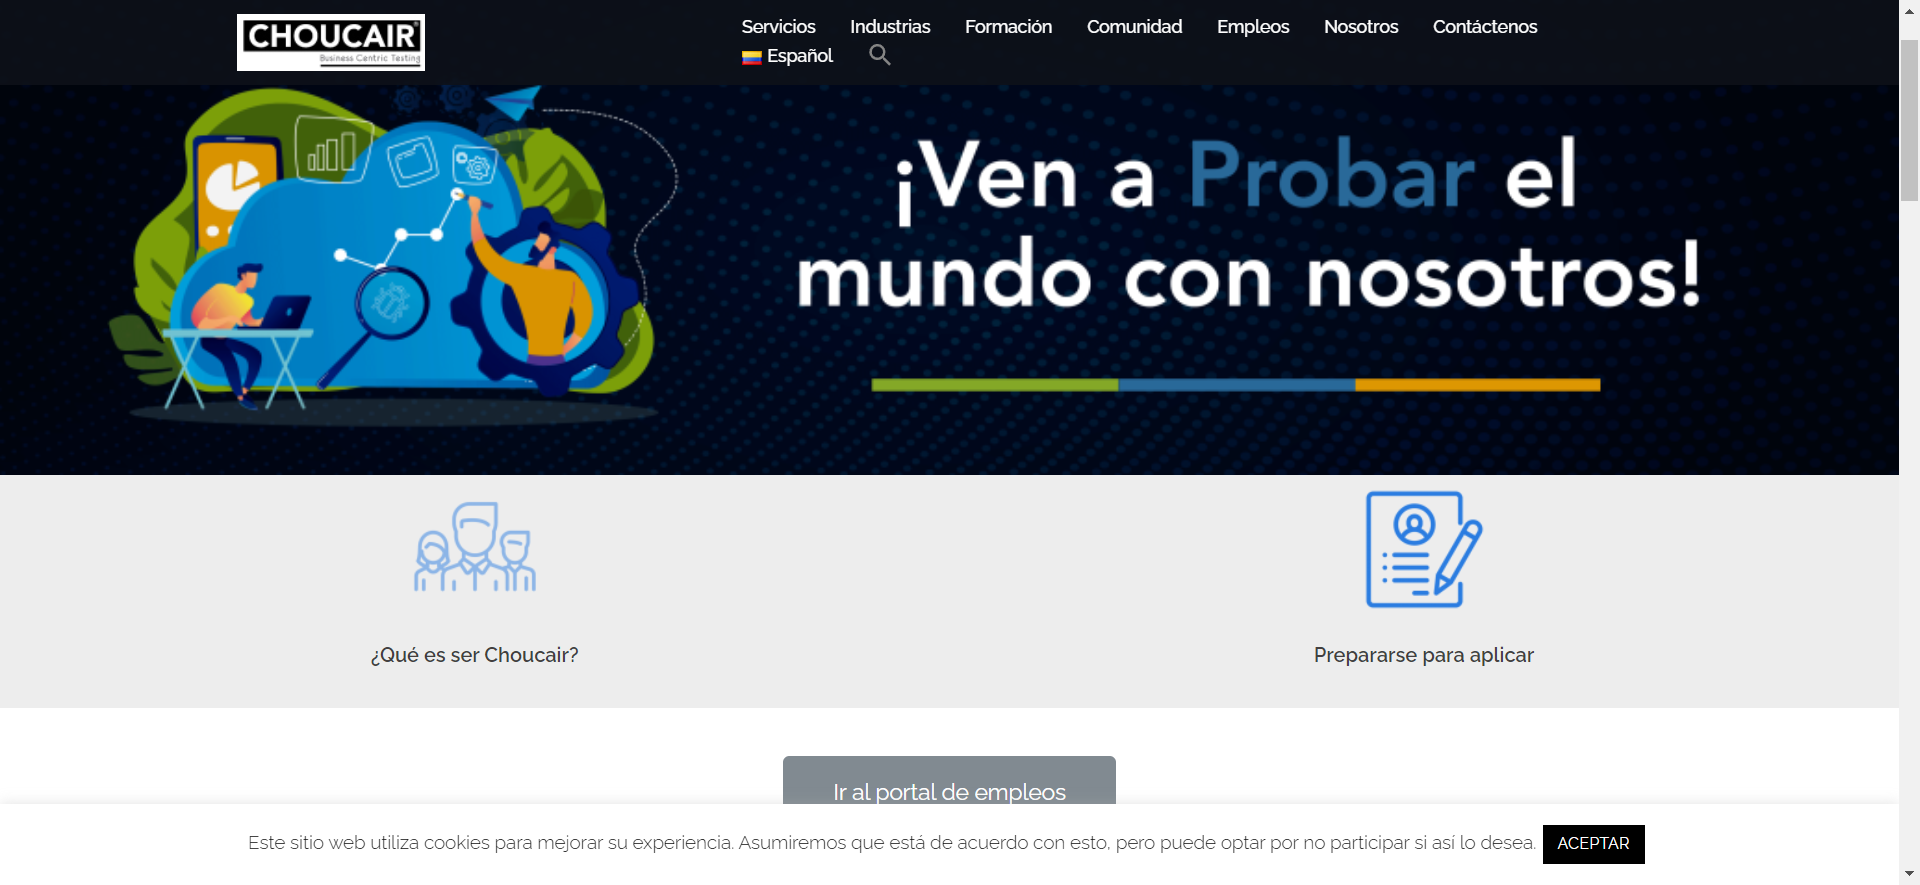 CHOUCAIR
Business Centric Testing
Servicios Industrias Formación Comunidad Empleos Nosotros Contáctenos
Español
¡Ven a Probar el
mundo con nosotros!
¿Qué es ser Choucair?
Prepararse para aplicar
Ir al portal de empleos
Este sitio web utiliza cookies para mejorar su experiencia. Asumiremos que está de acuerdo con esto, pero puede optar por no participar si así lo desea. ACEPTAR